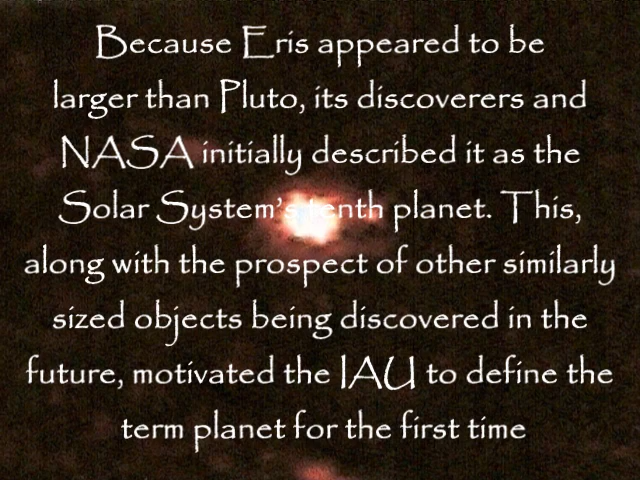 Because Eris appeared to be
larger than Pluto, its discoverers and
NASA initially described it as the
Solar System's tenth planet. This,
along with the prospect of other similarly
sized objects being discovered in the
future, motivated the IAU to define the
term planet for the first time